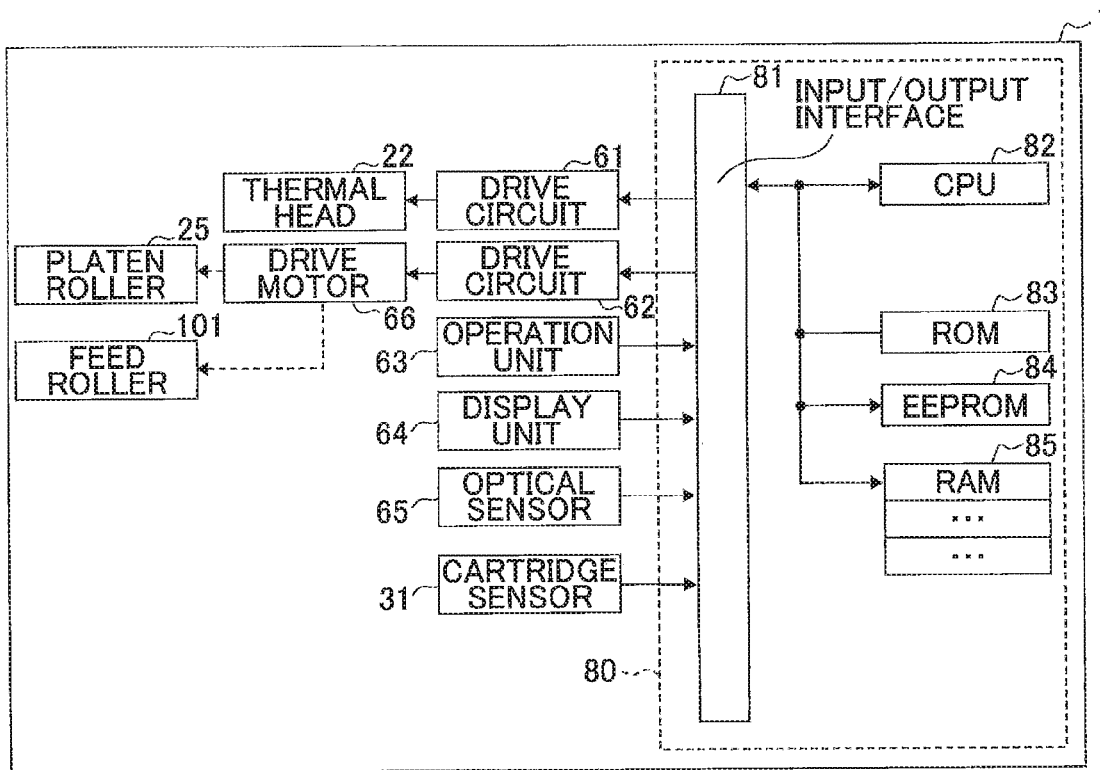 81
INPUT/OUTPUT
INTERFACE
22
61
82
THERMAL
HEAD
DRIVE
CIRCUIT
CPU
25
PLATEN
ROLLER
DRIVE
MOTOR
DRIVE
CIRCUIT
66
62
83
ROM
101
FEED
ROLLER
63
OPERATION
UNIT
84
EEPROM
64
DISPLAY
UNIT
85
RAM
...
...
65
OPTICAL
SENSOR
31
CARTRIDGE
SENSOR
80